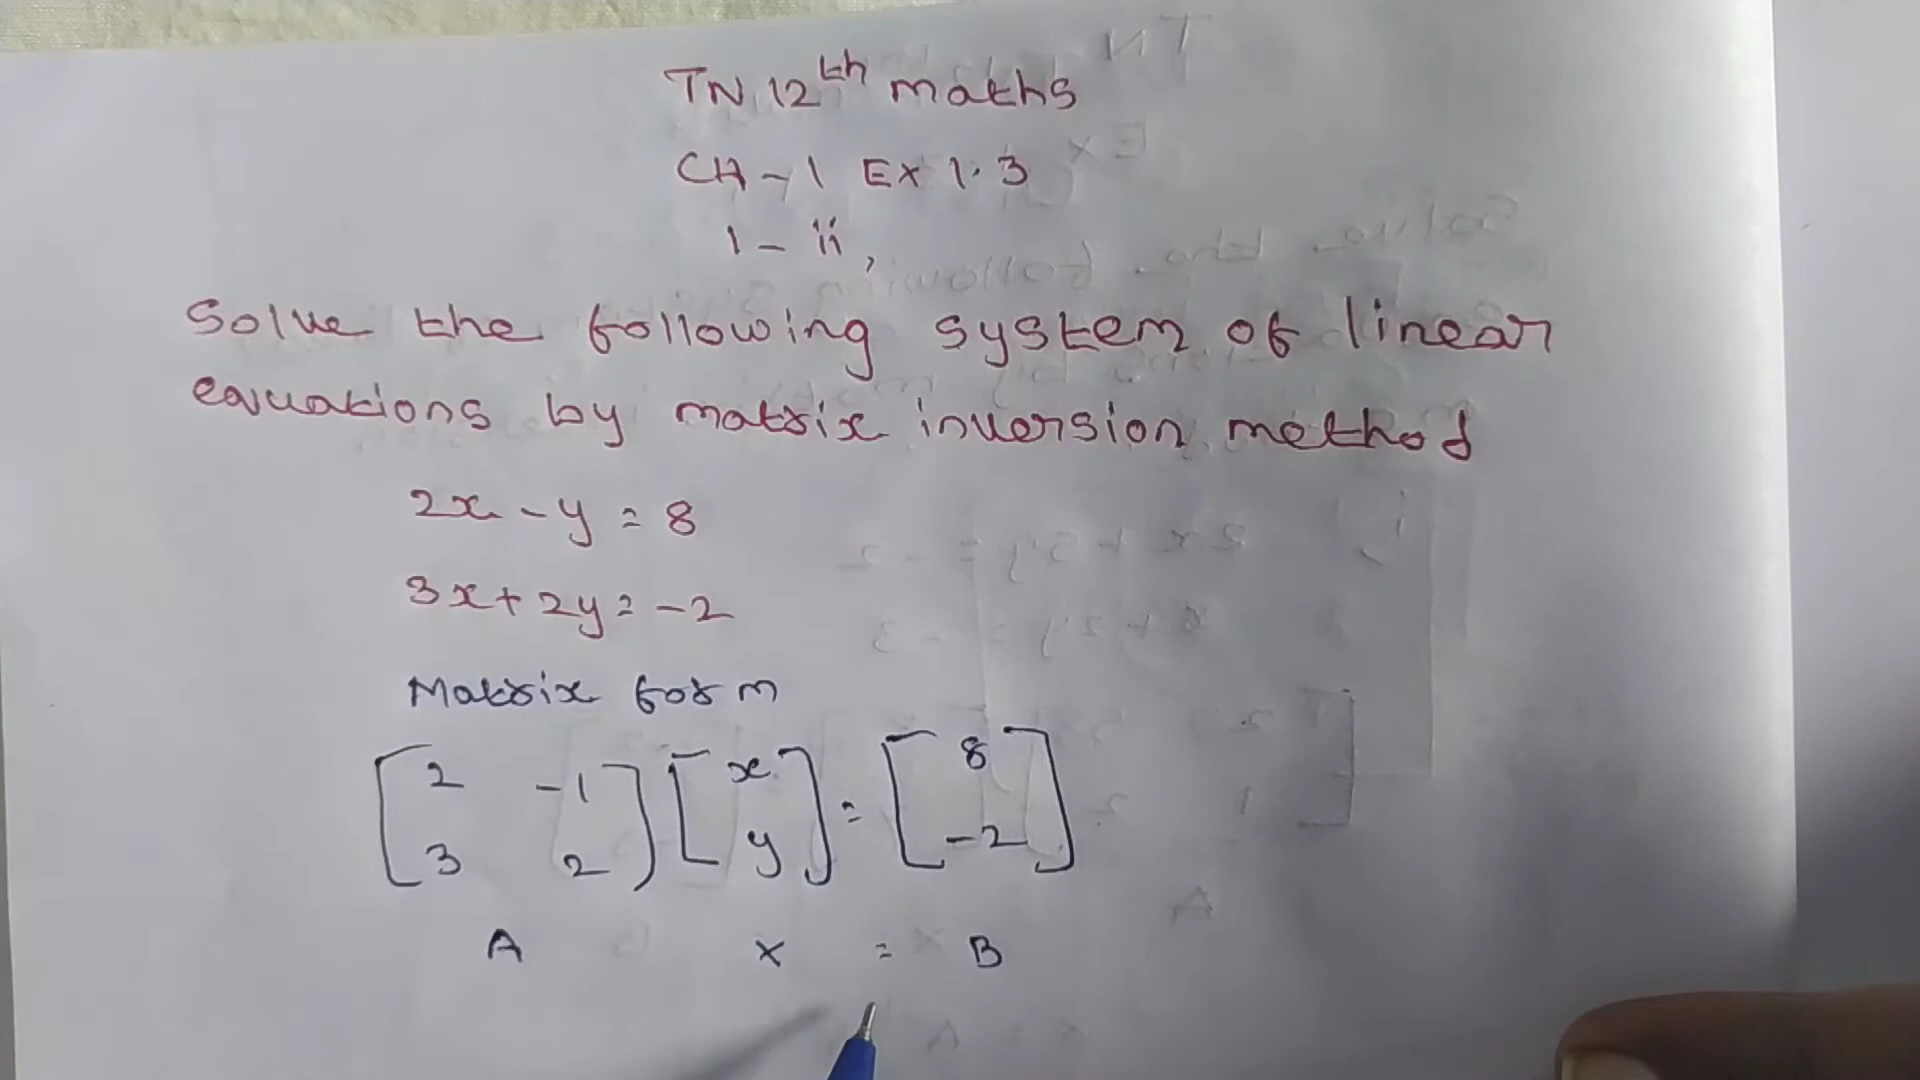 TN 12th maths
CH-1 Ex 1.3
1-ii,
Solve the following system of linear
equations by matrix inversion method
2x - y = 8
3x + 2y = -2
Matrix form
[2 -1] [x] = [8]
[3 2] [y] [-2]
A x = B